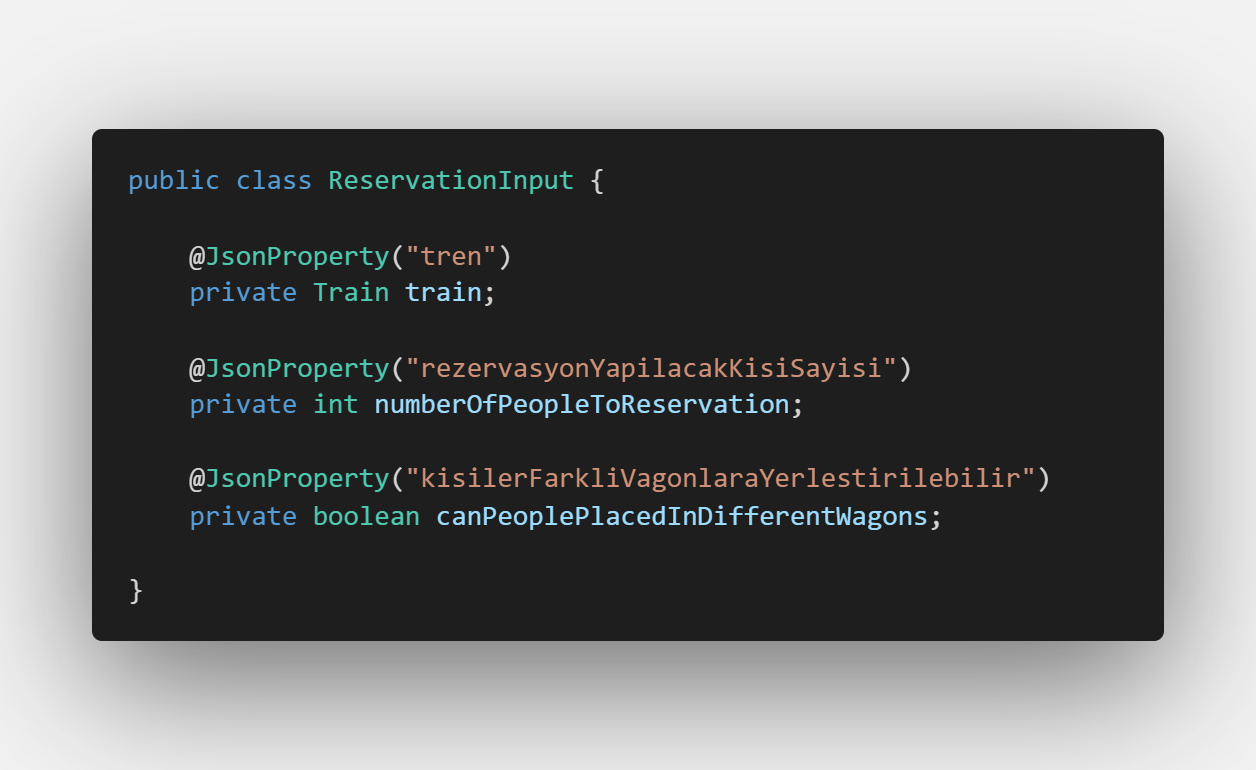 public class ReservationInput {
@JsonProperty("tren")
private Train train;
@JsonProperty("rezervasyonYapilacakKisiSayisi")
private int numberOfPeopleToReservation;
@JsonProperty("kisilerFarkliVagonlaraYerlestirilebilir")
private boolean canPeoplePlacedInDifferentWagons;
}